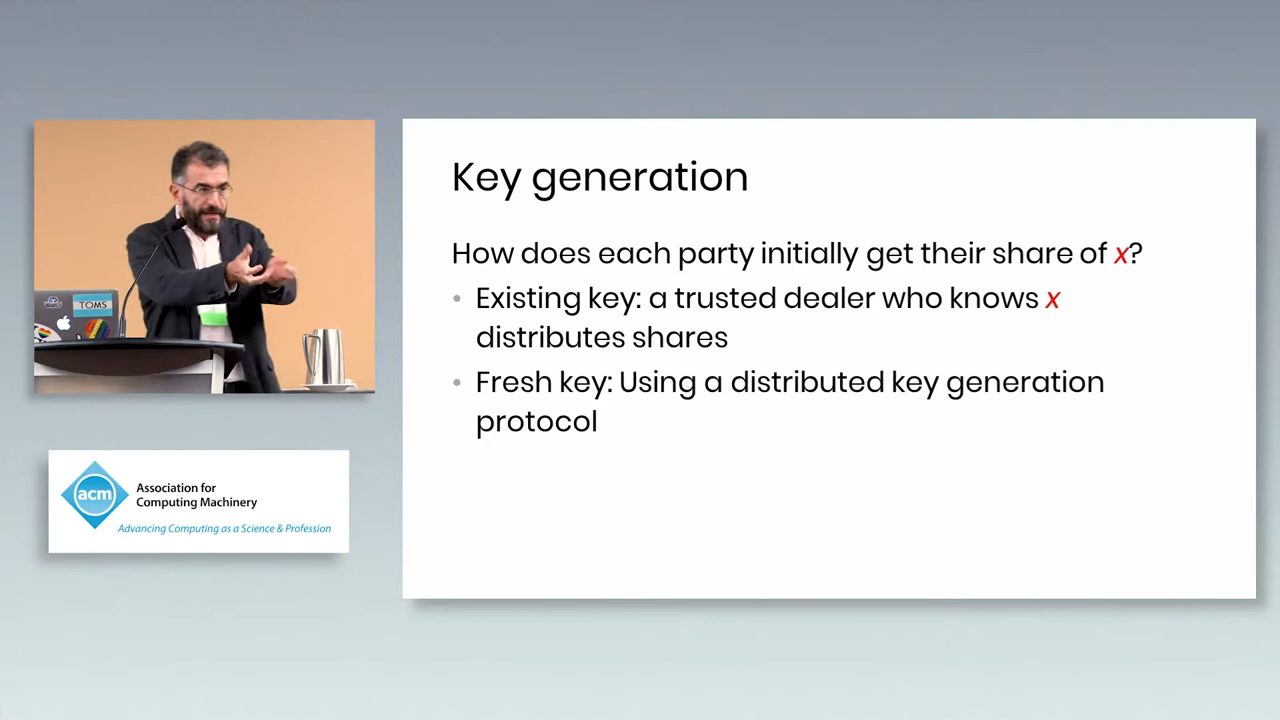 Key generation
How does each party initially get their share of x?
• Existing key: a trusted dealer who knows x
distributes shares
• Fresh key: Using a distributed key generation
protocol
TOMS
acm
Association for
Computing Machinery
Advancing Computing as a Science & Profession